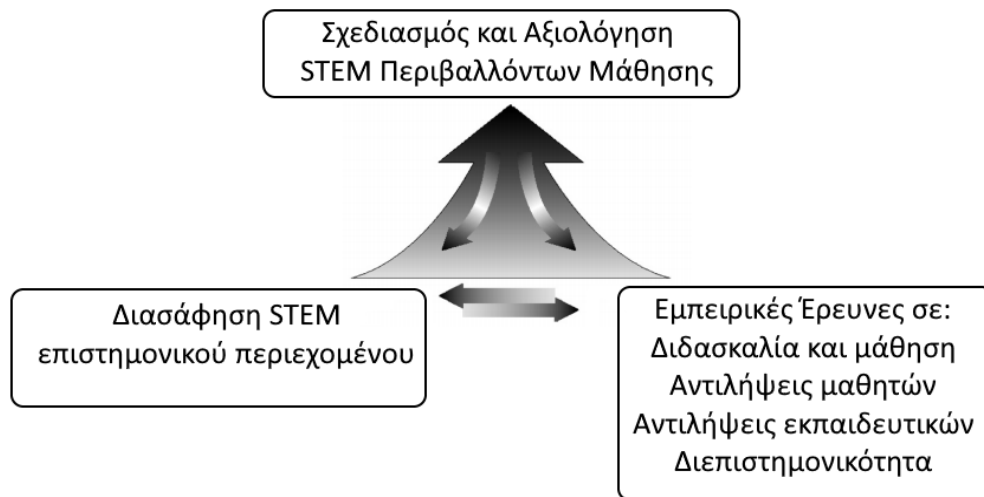 Σχεδιασμός και Αξιολόγηση
STEM Περιβαλλόντων Μάθησης
Διασάφηση STEM
επιστημονικού περιεχομένου
Εμπειρικές Έρευνες σε:
Διδασκαλία και μάθηση
Αντιλήψεις μαθητών
Αντιλήψεις εκπαιδευτικών
Διεπιστημονικότητα